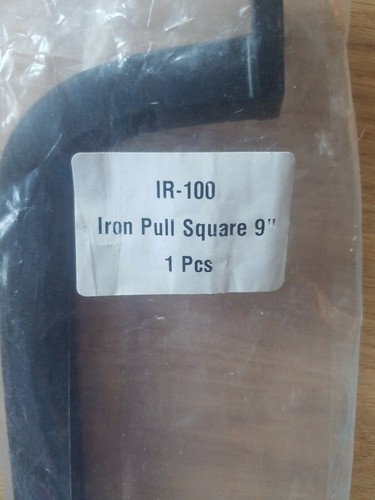 IR-100
Iron Pull Square 9"
1 Pcs